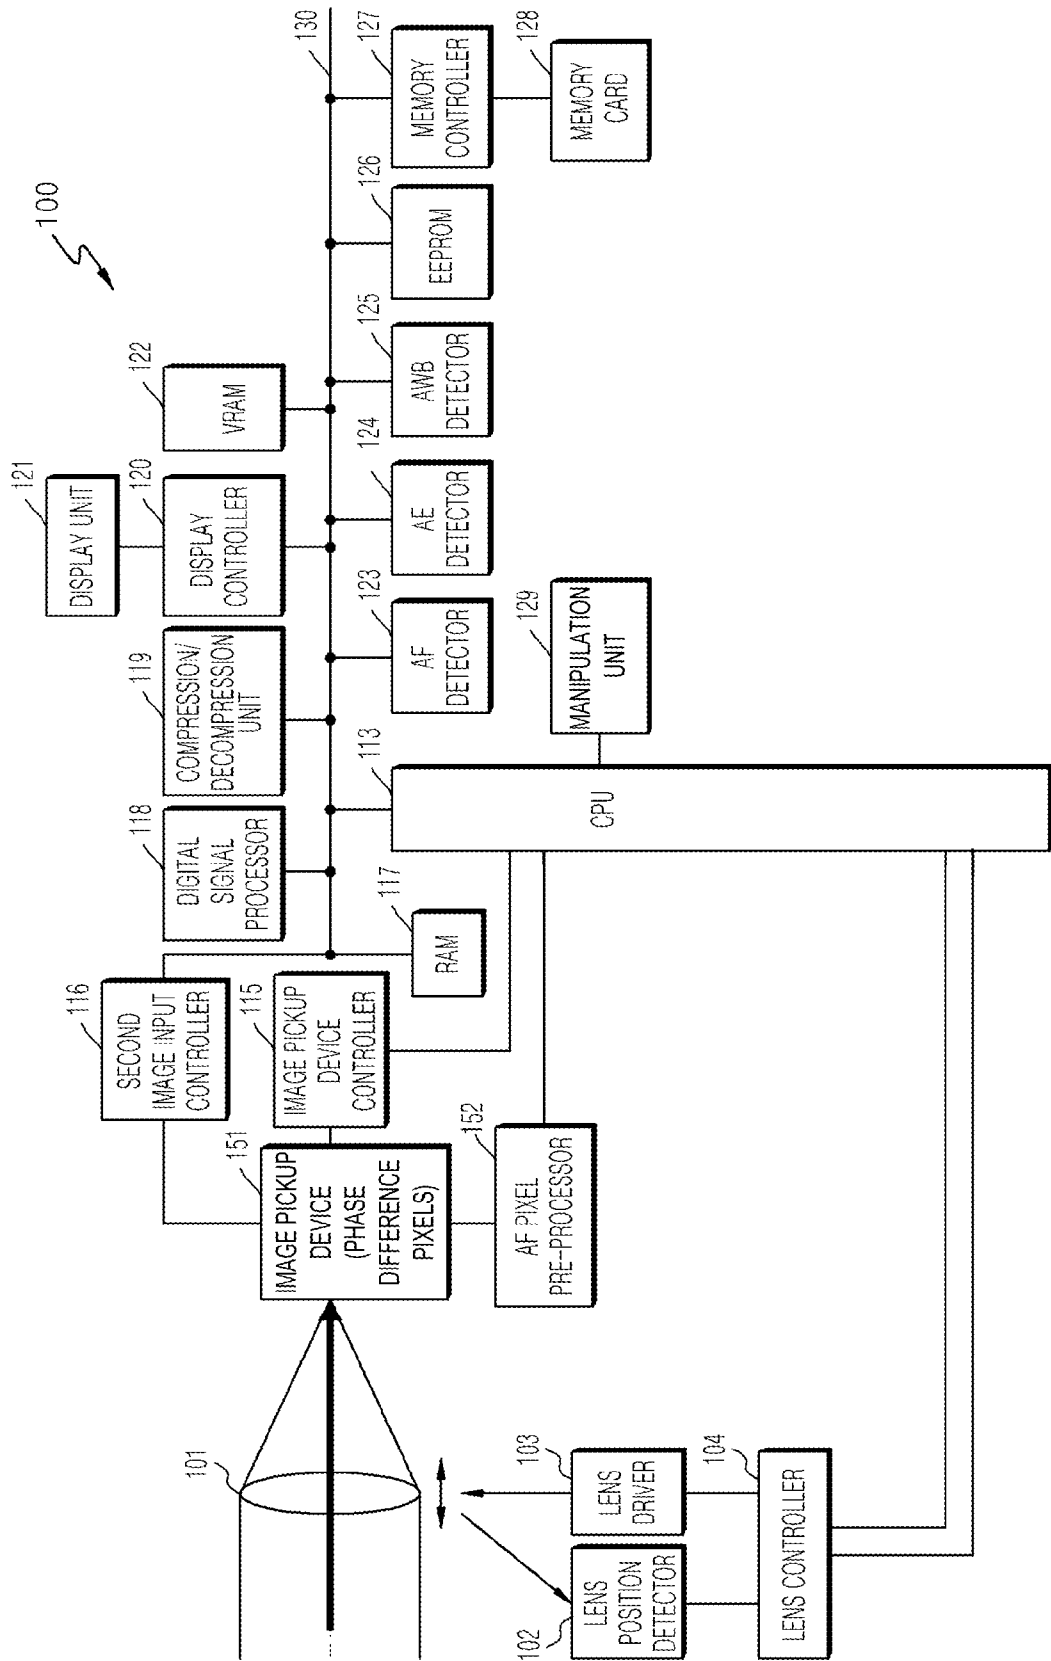 100
121
DISPLAY UNIT
118
DIGITAL
SIGNAL
PROCESSOR
119
COMPRESSION/
DECOMPRESSION
UNIT
120
DISPLAY
CONTROLLER
122
VRAM
116
SECOND
IMAGE INPUT
CONTROLLER
130
101
151
IMAGE PICKUP
DEVICE
(PHASE
DIFFERENCE
PIXELS)
115
IMAGE PICKUP
DEVICE
CONTROLLER
117
RAM
113
CPU
123
AF
DETECTOR
124
AE
DETECTOR
125
AWB
DETECTOR
126
EEPROM
127
MEMORY
CONTROLLER
128
MEMORY
CARD
152
AF PIXEL
PRE-PROCESSOR
129
MANIPULATION
UNIT
102
LENS
POSITION
DETECTOR
103
LENS
DRIVER
104
LENS CONTROLLER